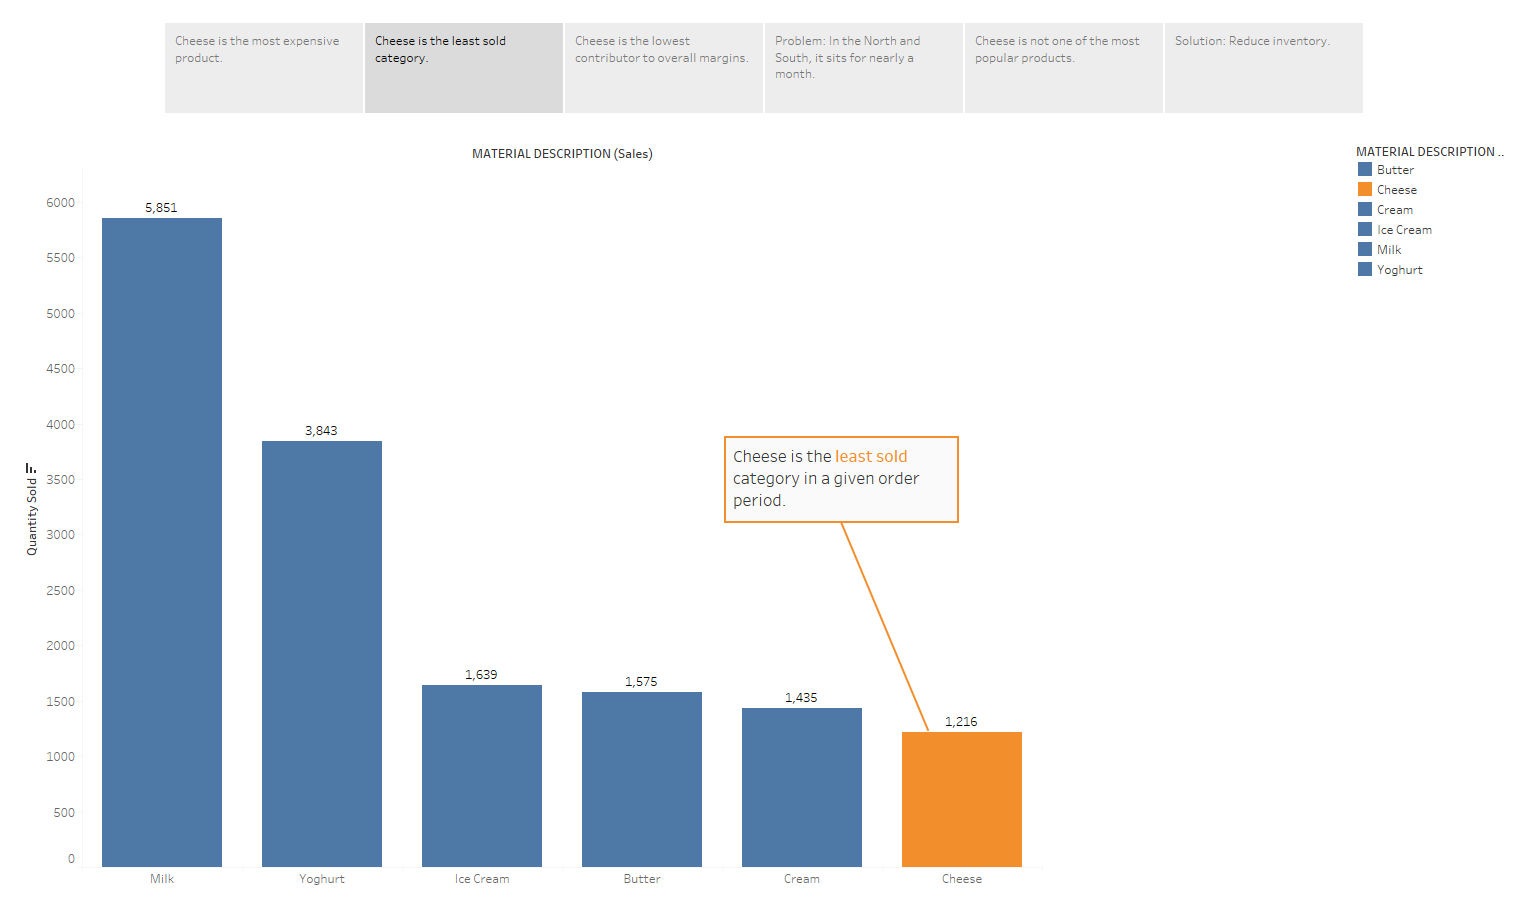 Cheese is the most expensive
product.
Cheese is the least sold
category.
Cheese is the lowest
contributor to overall margins.
Problem: In the North and
South, it sits for nearly a
month.
Cheese is not one of the most
popular products.
Solution: Reduce inventory.
MATERIAL DESCRIPTION (Sales)
MATERIAL DESCRIPTION ..
Butter
Cheese
Cream
Ice Cream
Milk
Yoghurt
Quantity Sold
6000
5500
5000
4500
4000
3500
3000
2500
2000
1500
1000
500
0
5,851
3,843
1,639
1,575
1,435
1,216
Cheese is the least sold
category in a given order
period.
Milk
Yoghurt
Ice Cream
Butter
Cream
Cheese